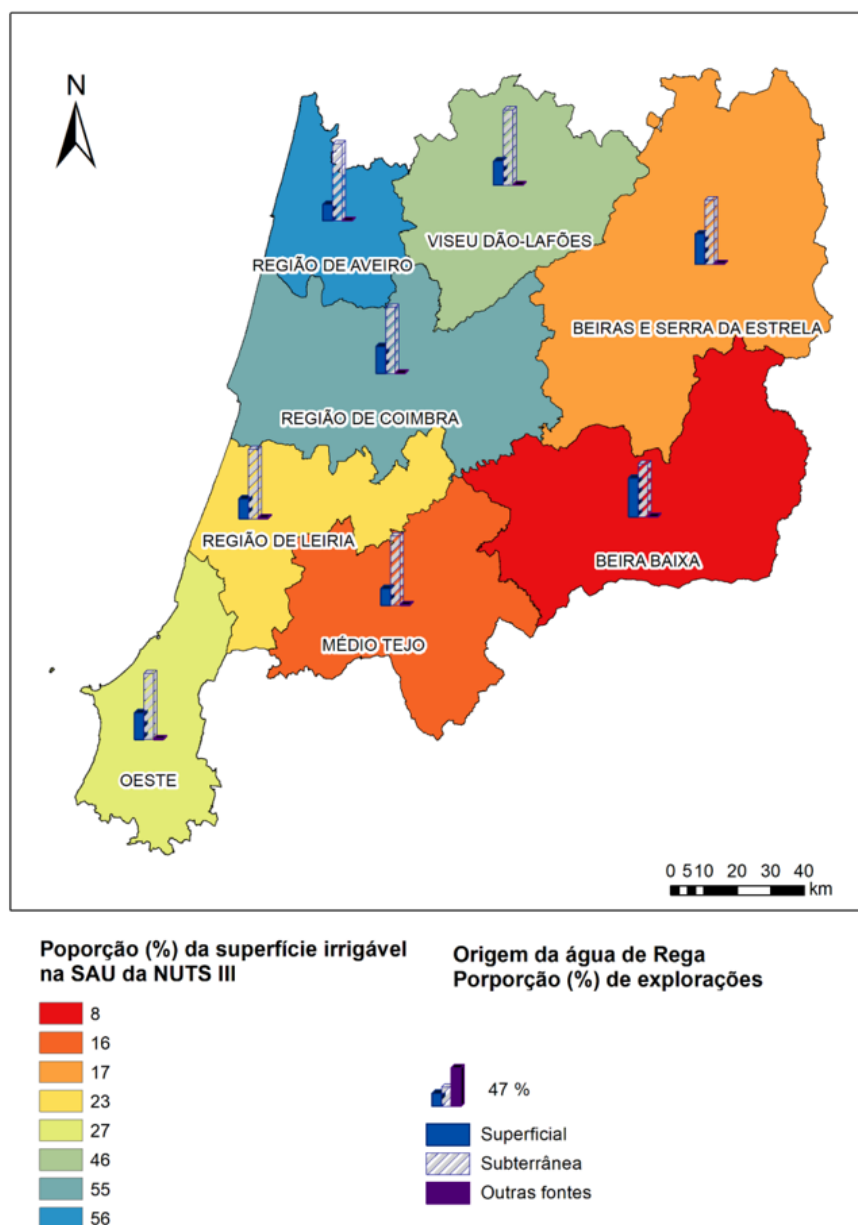 N
VISEU DÃO-LAFÕES
REGIÃO DE AVEIRO
BEIRAS E SERRA DA ESTRELA
REGIÃO DE COIMBRA
REGIÃO DE LEIRIA
BEIRA BAIXA
MÉDIO TEJO
OESTE
0 5 10 20 30 40
km
Poporção (%) da superfície irrigável
na SAU da NUTS III
8
16
17
23
27
46
55
56
Origem da água de Rega
Porporção (%) de explorações
47 %
Superficial
Subterrânea
Outras fontes